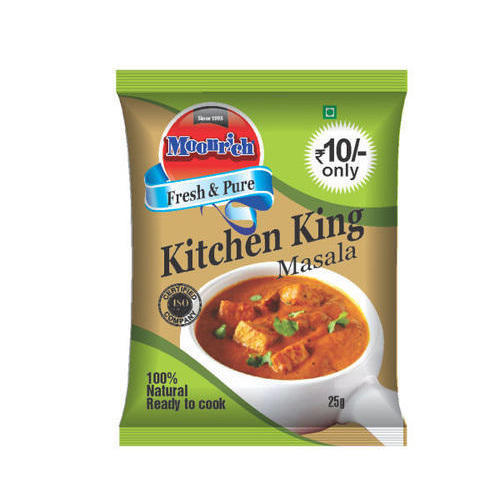 Since 1995
Moonrich
Fresh & Pure
₹10/-
only
Kitchen King
Masala
CERTIFIED
ISO
COMPANY
100%
Natural
Ready to cook
25g